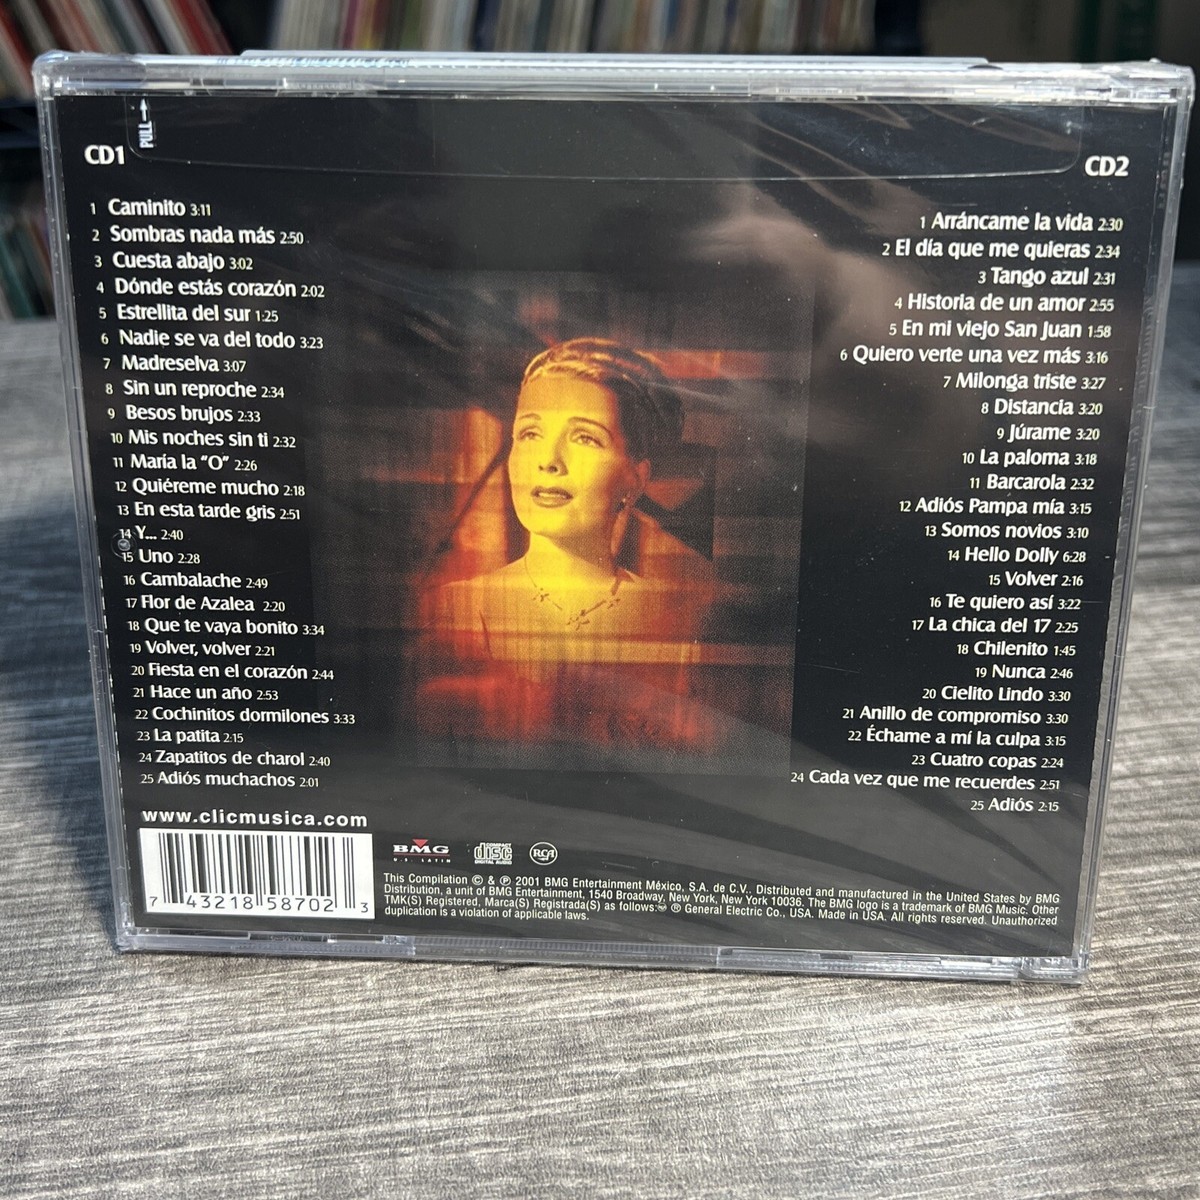 PULL→
CD1
1 Caminito 3:11
2 Sombras nada más 2:50
3 Cuesta abajo 3:02
4 Dónde estás corazón 2:02
5 Estrellita del sur 1:25
6 Nadie se va del todo 3:23
7 Madreselva 3:07
8 Sin un reproche 2:34
9 Besos brujos 2:33
10 Mis noches sin ti 2:32
11 María la "O" 2:26
12 Quiéreme mucho 2:18
13 En esta tarde gris 2:51
14 Y... 2:40
15 Uno 2:28
16 Cambalache 2:49
17 Flor de Azalea 2:20
18 Que te vaya bonito 3:34
19 Volver, volver 2:21
20 Fiesta en el corazón 2:44
21 Hace un año 2:53
22 Cochinitos dormilones 3:33
23 La patita 2:15
24 Zapatitos de charol 2:40
25 Adiós muchachos 2:01
CD2
1 Arráncame la vida 2:30
2 El día que me quieras 2:34
3 Tango azul 2:31
4 Historia de un amor 2:55
5 En mi viejo San Juan 1:58
6 Quiero verte una vez más 3:16
7 Milonga triste 3:27
8 Distancia 3:20
9 Júrame 3:20
10 La paloma 3:18
11 Barcarola 2:32
12 Adiós Pampa mía 3:15
13 Somos novios 3:10
14 Hello Dolly 6:28
15 Volver 2:16
16 Te quiero así 3:22
17 La chica del 17 2:25
18 Chilenito 1:45
19 Nunca 2:46
20 Cielito Lindo 3:30
21 Anillo de compromiso 3:30
22 Échame a mí la culpa 3:15
23 Cuatro copas 2:24
24 Cada vez que me recuerdes 2:51
25 Adiós 2:15
www.clicmusica.com
7 43218 58702 3
BMG
U.S. LATIN
COMPACT
disc
DIGITAL AUDIO
RCA
This Compilation © & ℗ 2001 BMG Entertainment México, S.A. de C.V.. Distributed and manufactured in the United States by BMG
Distribution, a unit of BMG Entertainment, 1540 Broadway, New York, New York 10036. The BMG logo is a trademark of BMG Music. Other
TMK(S) Registered, Marca(S) Registrada(S) as follows: ® General Electric Co., USA. Made in USA. All rights reserved. Unauthorized
duplication is a violation of applicable laws.